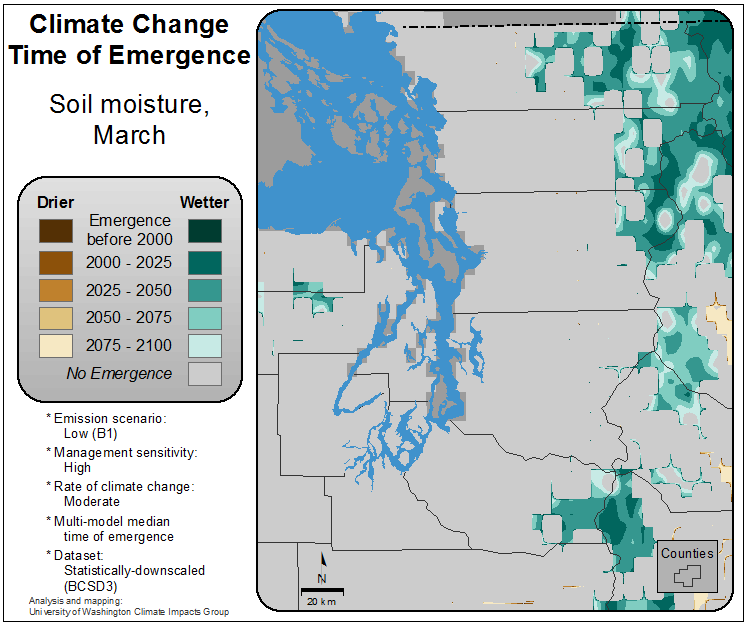 Climate Change
Time of Emergence
Soil moisture,
March
Drier Wetter
Emergence
before 2000
2000 - 2025
2025 - 2050
2050 - 2075
2075 - 2100
No Emergence
* Emission scenario:
Low (B1)
* Management sensitivity:
High
* Rate of climate change:
Moderate
* Multi-model median
time of emergence
* Dataset:
Statistically-downscaled
(BCSD3)
Analysis and mapping:
University of Washington Climate Impacts Group
N
20 km
Counties